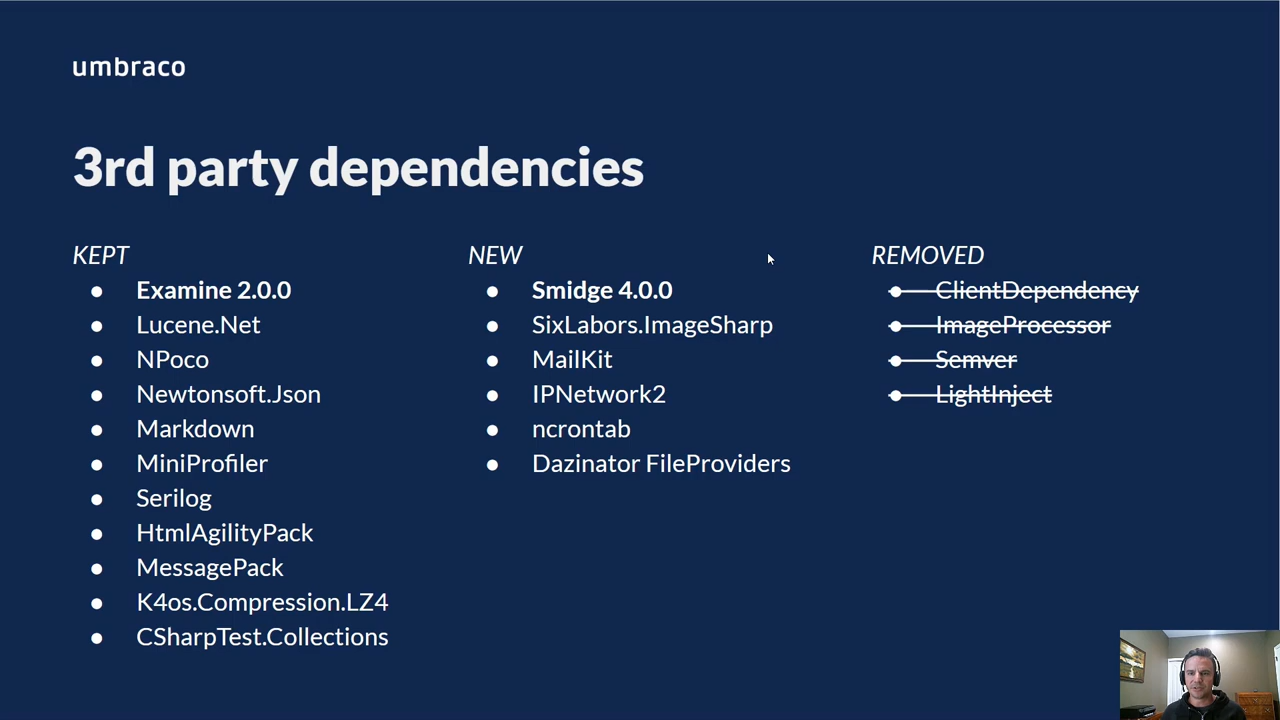 umbraco
3rd party dependencies
KEPT
● Examine 2.0.0
● Lucene.Net
● NPoco
● Newtonsoft.Json
● Markdown
● MiniProfiler
● Serilog
● HtmlAgilityPack
● MessagePack
● K4os.Compression.LZ4
● CSharpTest.Collections
NEW
● Smidge 4.0.0
● SixLabors.ImageSharp
● MailKit
● IPNetwork2
● ncrontab
● Dazinator FileProviders
REMOVED
● ClientDependency
● ImageProcessor
● Semver
● LightInject